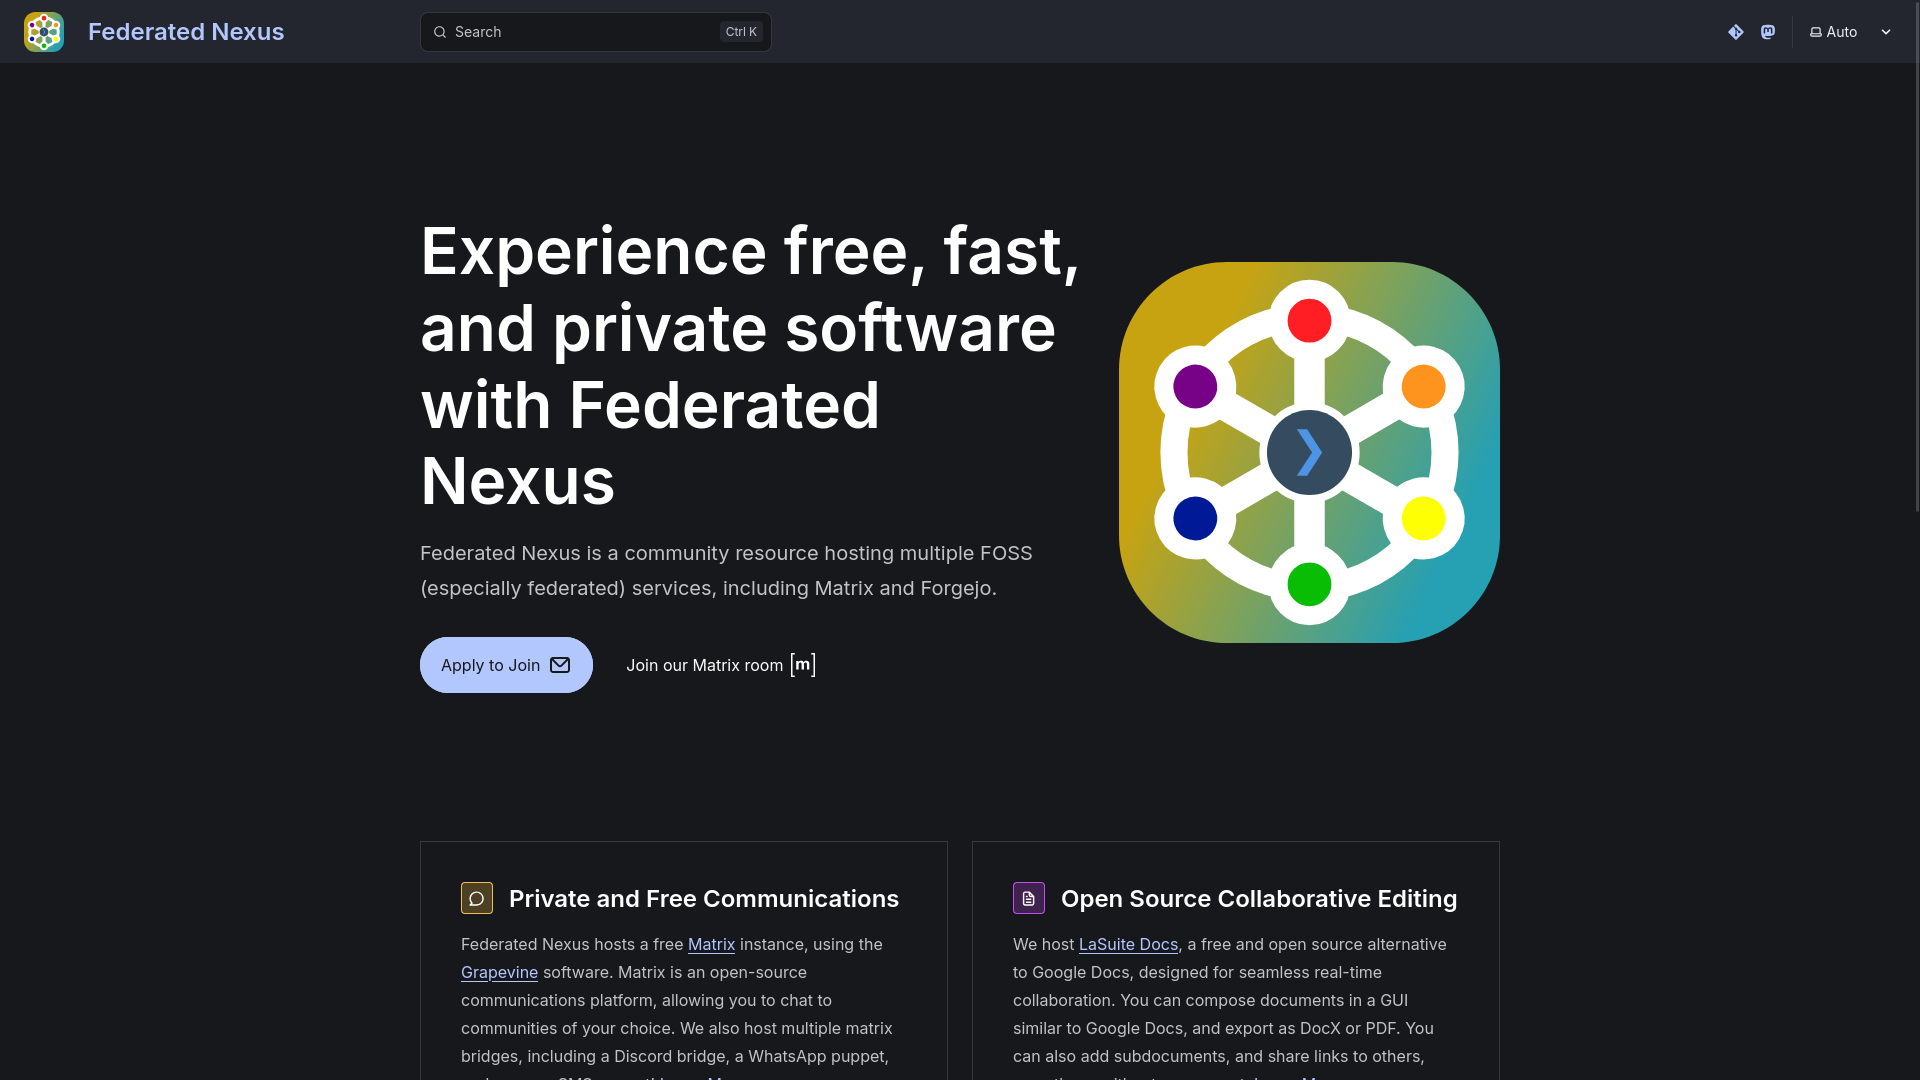 Federated Nexus
Search
Ctrl K
Auto
Experience free, fast,
and private software
with Federated
Nexus
Federated Nexus is a community resource hosting multiple FOSS
(especially federated) services, including Matrix and Forgejo.
Apply to Join
Join our Matrix room [m]
Private and Free Communications
Federated Nexus hosts a free Matrix instance, using the
Grapevine software. Matrix is an open-source
communications platform, allowing you to chat to
communities of your choice. We also host multiple matrix
bridges, including a Discord bridge, a WhatsApp puppet,
Open Source Collaborative Editing
We host LaSuite Docs, a free and open source alternative
to Google Docs, designed for seamless real-time
collaboration. You can compose documents in a GUI
similar to Google Docs, and export as DocX or PDF. You
can also add subdocuments, and share links to others,